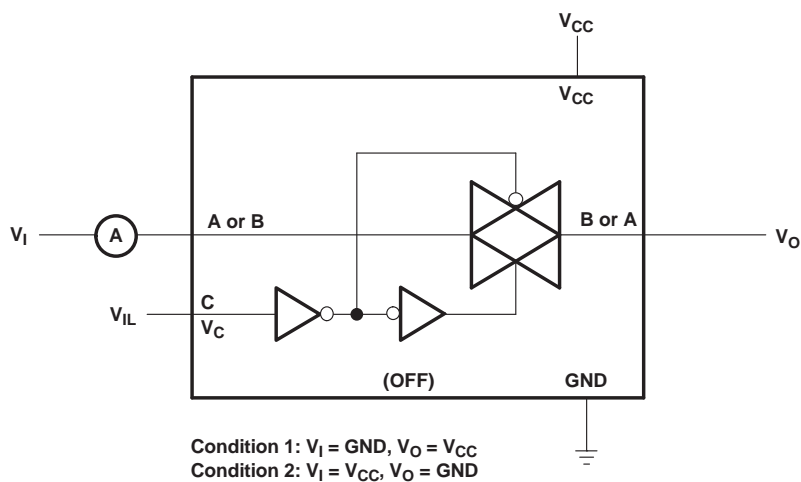 VCC
VCC
A or B
B or A
VI
A
VO
C
VIL
VC
(OFF)
GND
Condition 1: VI = GND, VO = VCC
Condition 2: VI = VCC, VO = GND